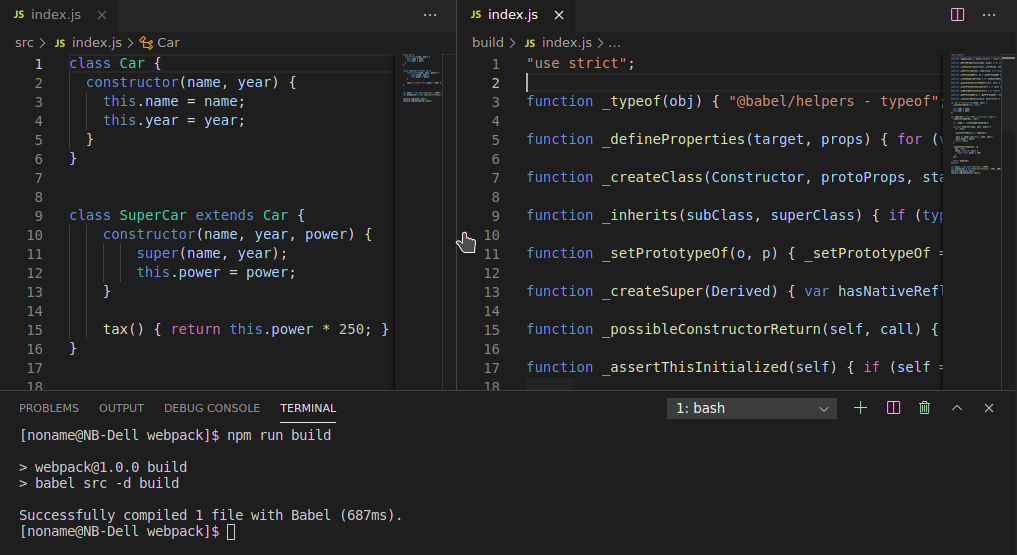 JS index.js ×
src > JS index.js > Car
1 class Car {
2 constructor(name, year) {
3 this.name = name;
4 this.year = year;
5 }
6 }
7
8
9 class SuperCar extends Car {
10 constructor(name, year, power) {
11 super(name, year);
12 this.power = power;
13 }
14
15 tax() { return this.power * 250; }
16 }
17
18
JS index.js ×
build > JS index.js > ...
1 "use strict";
2
3 function _typeof(obj) { "@babel/helpers - typeof";
4
5 function _defineProperties(target, props) { for (v
6
7 function _createClass(Constructor, protoProps, sta
8
9 function _inherits(subClass, superClass) { if (typ
10
11 function _setPrototypeOf(o, p) { _setPrototypeOf =
12
13 function _createSuper(Derived) { var hasNativeRefl
14
15 function _possibleConstructorReturn(self, call) {
16
17 function _assertThisInitialized(self) { if (self =
18
PROBLEMS OUTPUT DEBUG CONSOLE TERMINAL 1: bash
[noname@NB-Dell webpack]$ npm run build
> webpack@1.0.0 build
> babel src -d build
Successfully compiled 1 file with Babel (687ms).
[noname@NB-Dell webpack]$